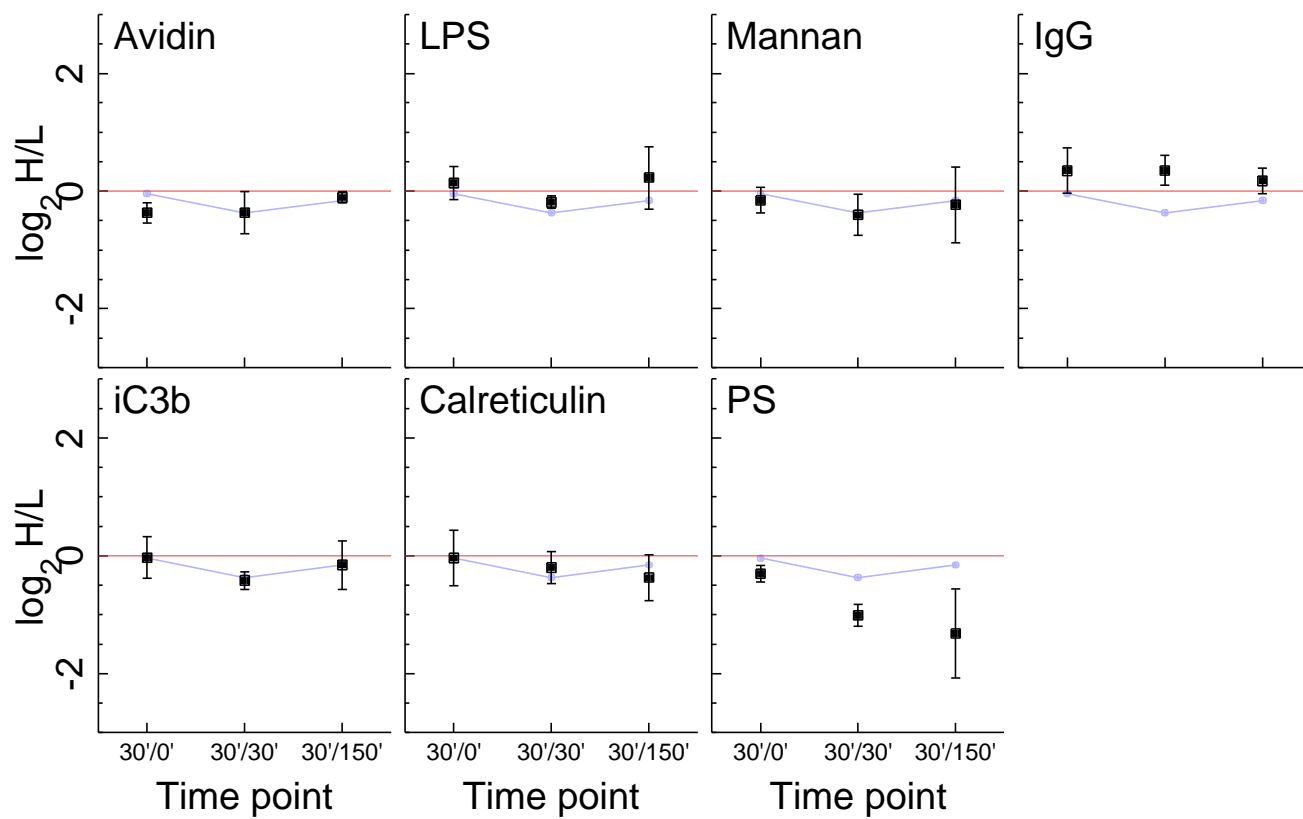 Avidin LPS Mannan IgG
2
0
-2
log2 H/L
iC3b Calreticulin PS
2
0
-2
log2 H/L
30'/0' 30'/30' 30'/150' 30'/0' 30'/30' 30'/150' 30'/0' 30'/30' 30'/150'
Time point Time point Time point